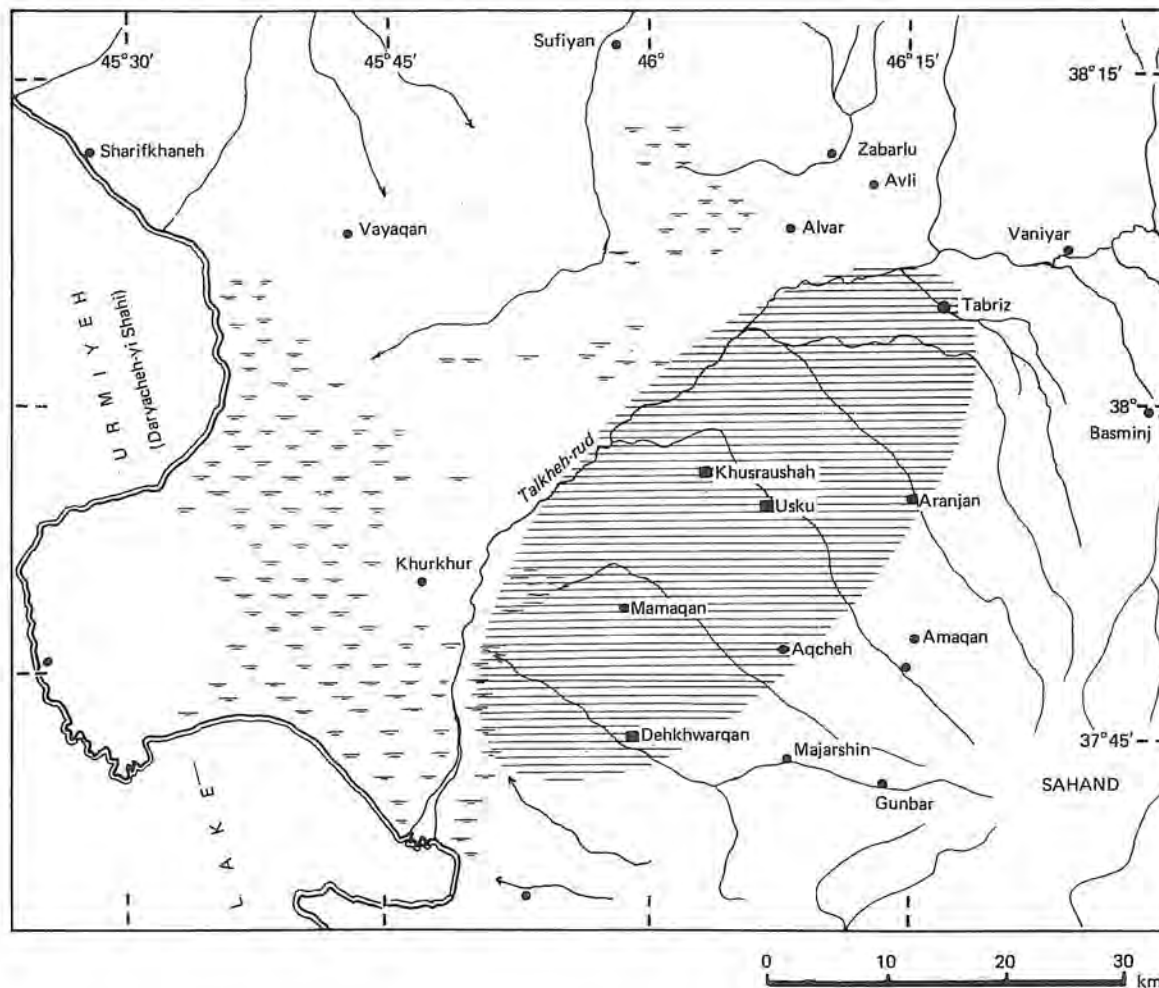 Sufiyan
45°30′
45°45′
46°
46°15′
38°15′
Sharifkhaneh
Zabarlu
Avli
Vayaqan
Alvar
Vaniyar
Tabriz
URMIYEH
(Daryacheh-yi Shahi)
38°
Basminj
Talkheh-rud
Khusraushah
Usku
Aranjan
Khurkhur
Mamaqan
Amaqan
Aqcheh
Dehkhwarqan
Majarshin
37°45′
SAHAND
Gunbar
LAKE
0 10 20 30
km